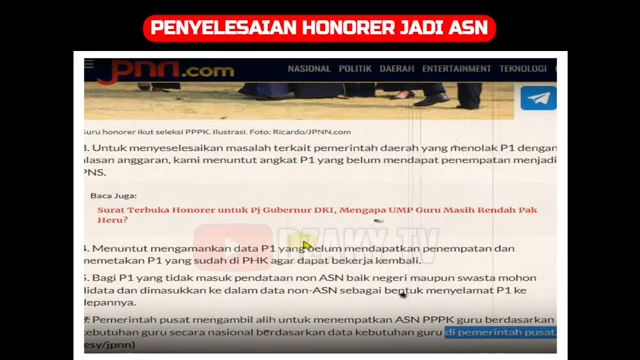 PENYELESAIAN HONORER JADI ASN
jpnn.com
NASIONAL POLITIK DAERAH ENTERTAINMENT TEKNOLOGI
Guru honorer ikut seleksi PPPK. Ilustrasi. Foto: Ricardo/JPNN.com
3. Untuk menyeselesaikan masalah terkait pemerintah daerah yang menolak P1 dengan
alasan anggaran, kami menuntut angkat P1 yang belum mendapat penempatan menjadi
PNS.
Baca Juga:
Surat Terbuka Honorer untuk Pj Gubernur DKI, Mengapa UMP Guru Masih Rendah Pak
Heru?
DZAKY.TV
4. Menuntut mengamankan data P1 yang belum mendapatkan penempatan dan
memetakan P1 yang sudah di PHK agar dapat bekerja kembali.
5. Bagi P1 yang tidak masuk pendataan non ASN baik negeri maupun swasta mohon
didata dan dimasukkan ke dalam data non-ASN sebagai bentuk menyelamat P1 ke
depannya.
Pemerintah pusat mengambil alih untuk menempatkan ASN PPPK guru berdasarkan
kebutuhan guru secara nasional berdasarkan data kebutuhan guru di pemerintah pusat.
(esy/jpnn)